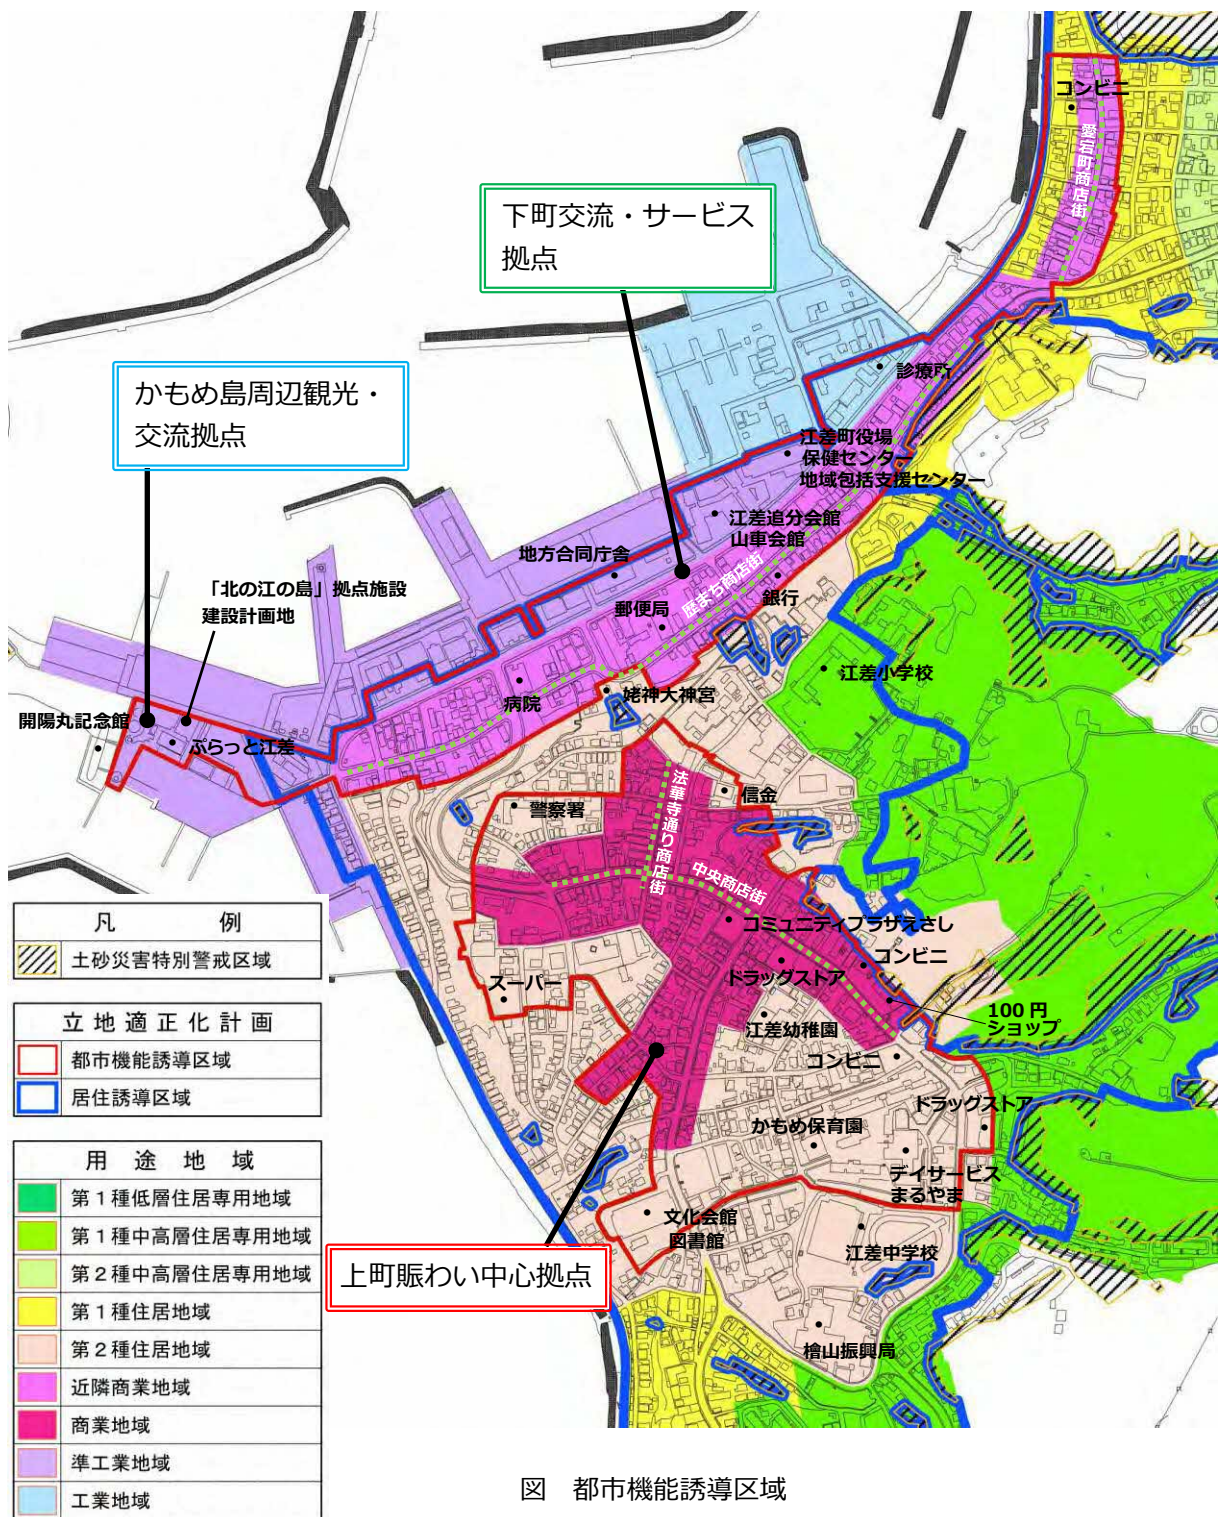 コンビニ
愛宕町商店街
下町交流・サービス
拠点
診療所
かもめ島周辺観光・
交流拠点
江差町役場
保健センター
地域包括支援センター
江差追分会館
山車会館
地方合同庁舎
歴まち商店街
銀行
「北の江の島」拠点施設
建設計画地
郵便局
江差小学校
病院
姥神大神宮
開陽丸記念館
ぷらっと江差
法華寺通り商店街
信金
警察署
中央商店街
コミュニティプラザえさし
コンビニ
ドラッグストア
スーパー
100 円
ショップ
江差幼稚園
コンビニ
ドラッグストア
かもめ保育園
デイサービス
まるやま
文化会館
図書館
江差中学校
上町賑わい中心拠点
檜山振興局
凡例
土砂災害特別警戒区域
立地適正化計画
都市機能誘導区域
居住誘導区域
用途地域
第1種低層住居専用地域
第1種中高層住居専用地域
第2種中高層住居専用地域
第1種住居地域
第2種住居地域
近隣商業地域
商業地域
準工業地域
工業地域
図　都市機能誘導区域